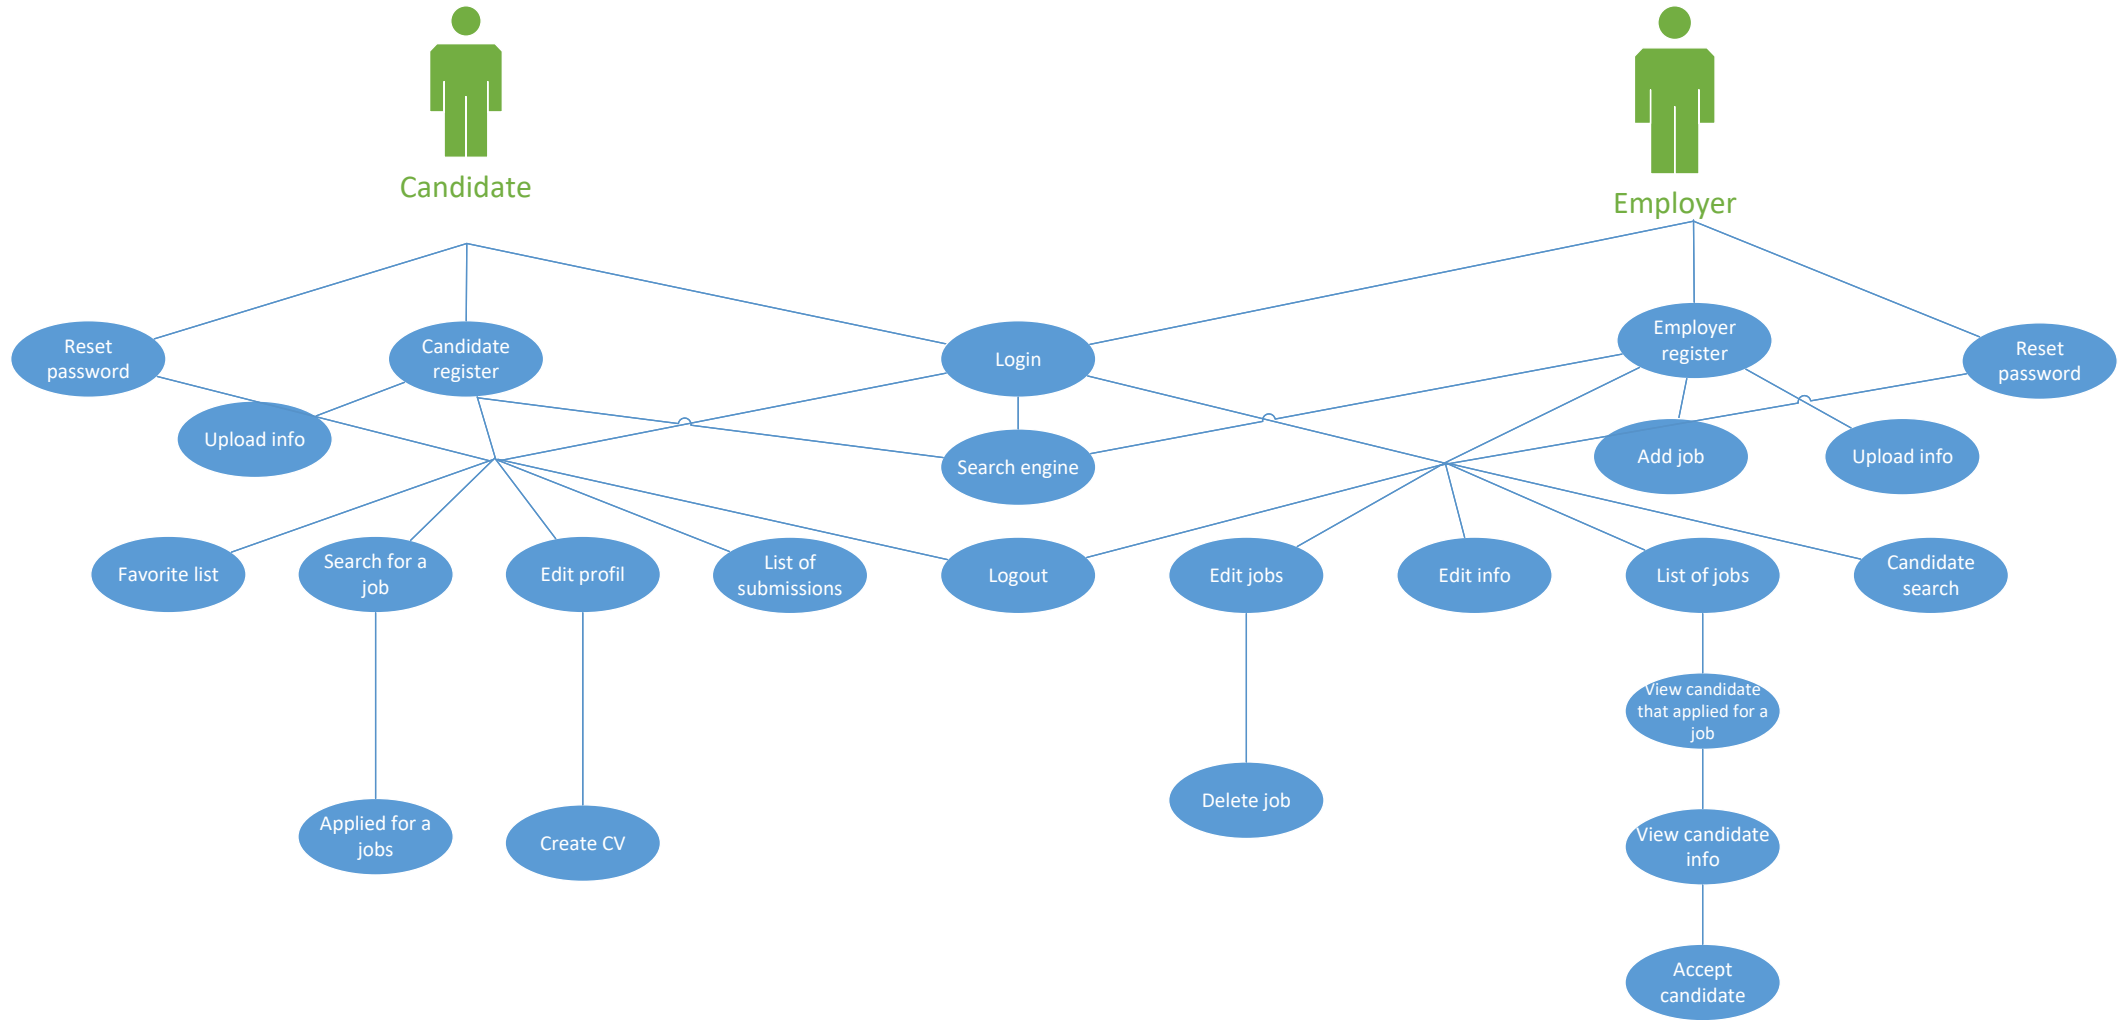 Candidate
Employer
Reset
password
Candidate
register
Login
Employer
register
Reset
password
Upload info
Search engine
Add job
Upload info
Favorite list
Search for a
job
Edit profil
List of
submissions
Logout
Edit jobs
Edit info
List of jobs
Candidate
search
View candidate
that applied for a
job
Delete job
Applied for a
jobs
Create CV
View candidate
info
Accept
candidate